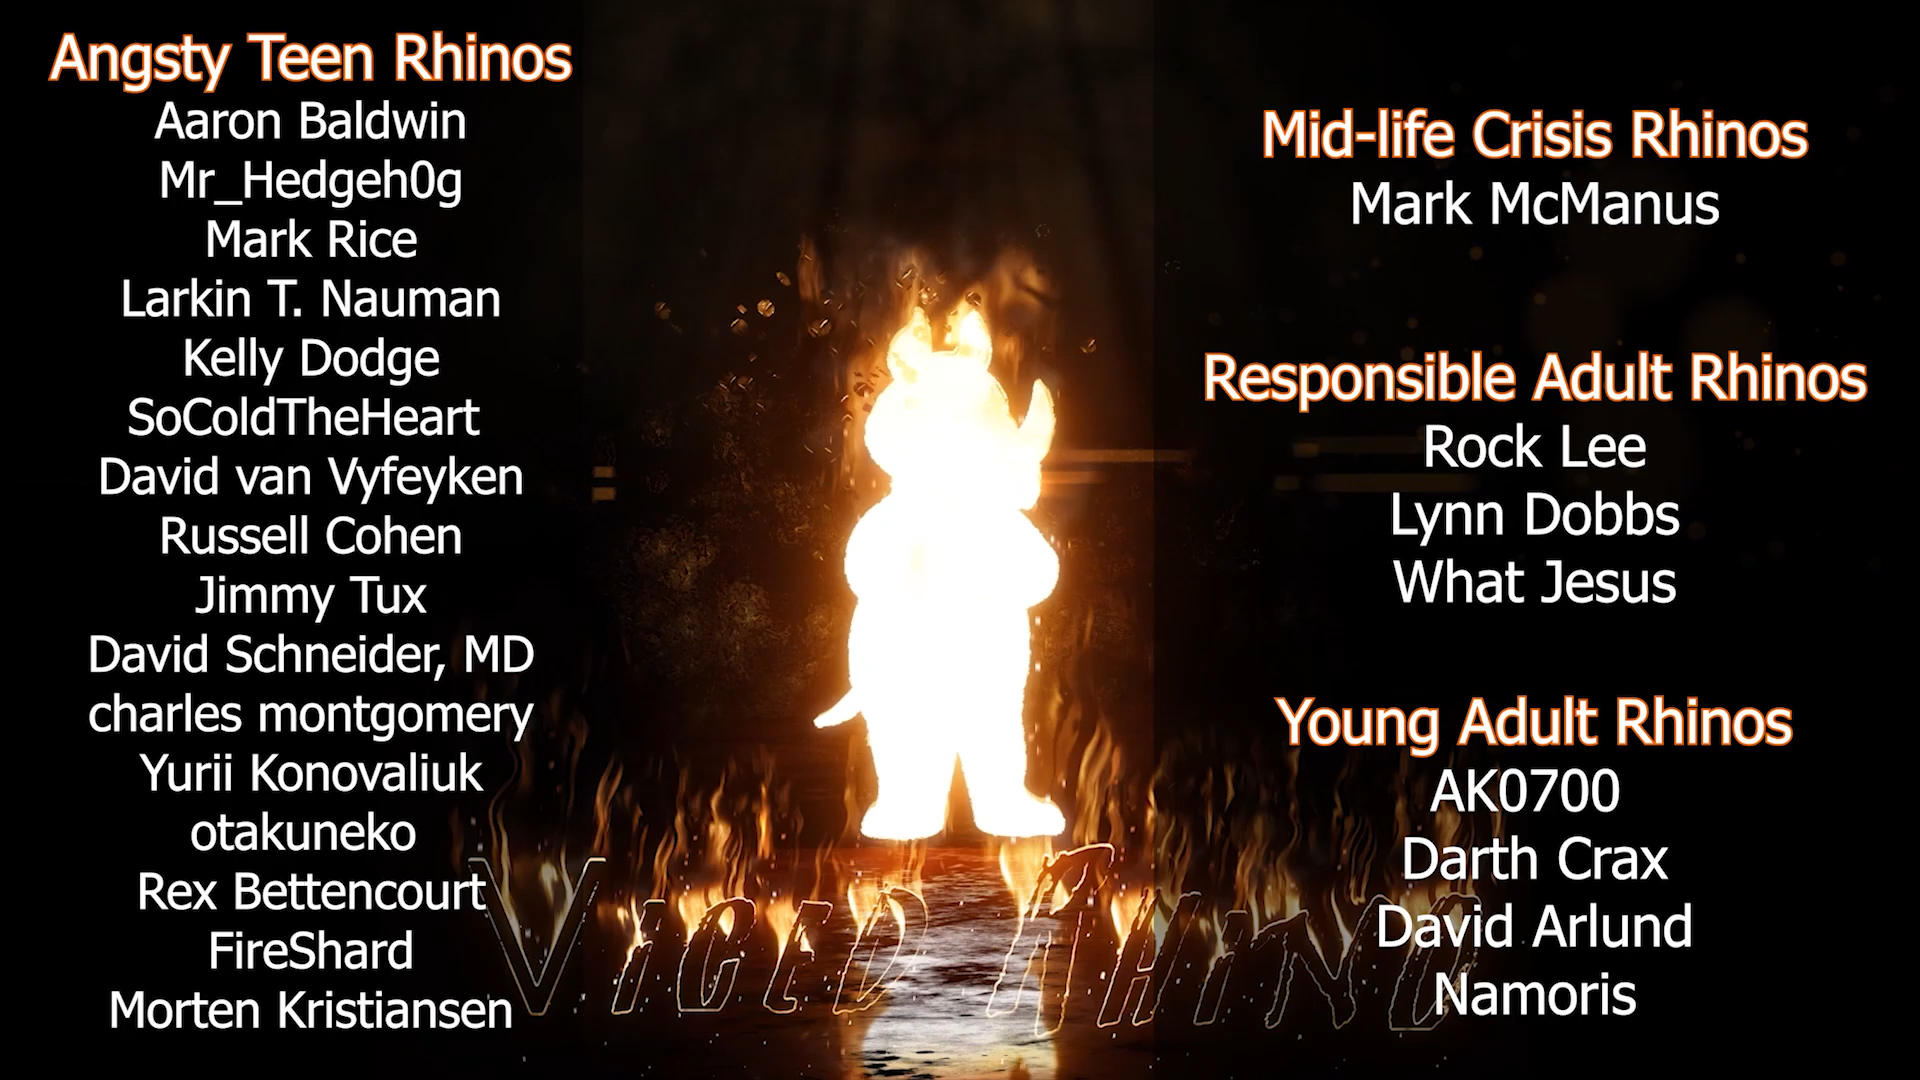 Angsty Teen Rhinos
Aaron Baldwin
Mr_Hedgeh0g
Mark Rice
Larkin T. Nauman
Kelly Dodge
SoColdTheHeart
David van Vyfeyken
Russell Cohen
Jimmy Tux
David Schneider, MD
charles montgomery
Yurii Konovaliuk
otakuneko
Rex Bettencourt
FireShard
Morten Kristiansen
Mid-life Crisis Rhinos
Mark McManus
Responsible Adult Rhinos
Rock Lee
Lynn Dobbs
What Jesus
Young Adult Rhinos
AK0700
Darth Crax
David Arlund
Namoris
Viced Rhino